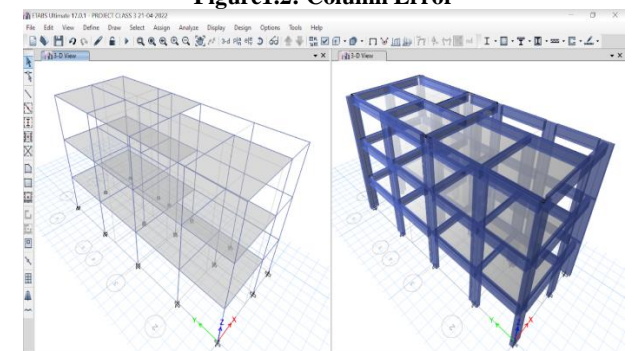 Figure1.2: Column Error
ETABS Ultimate 17.0.1 - PROJECT CLASS 3 21-04-2022
File Edit View Define Draw Select Assign Analyze Display Design Options Tools Help
3-D View
3-D View
X
Y
Z
X
Y
Z